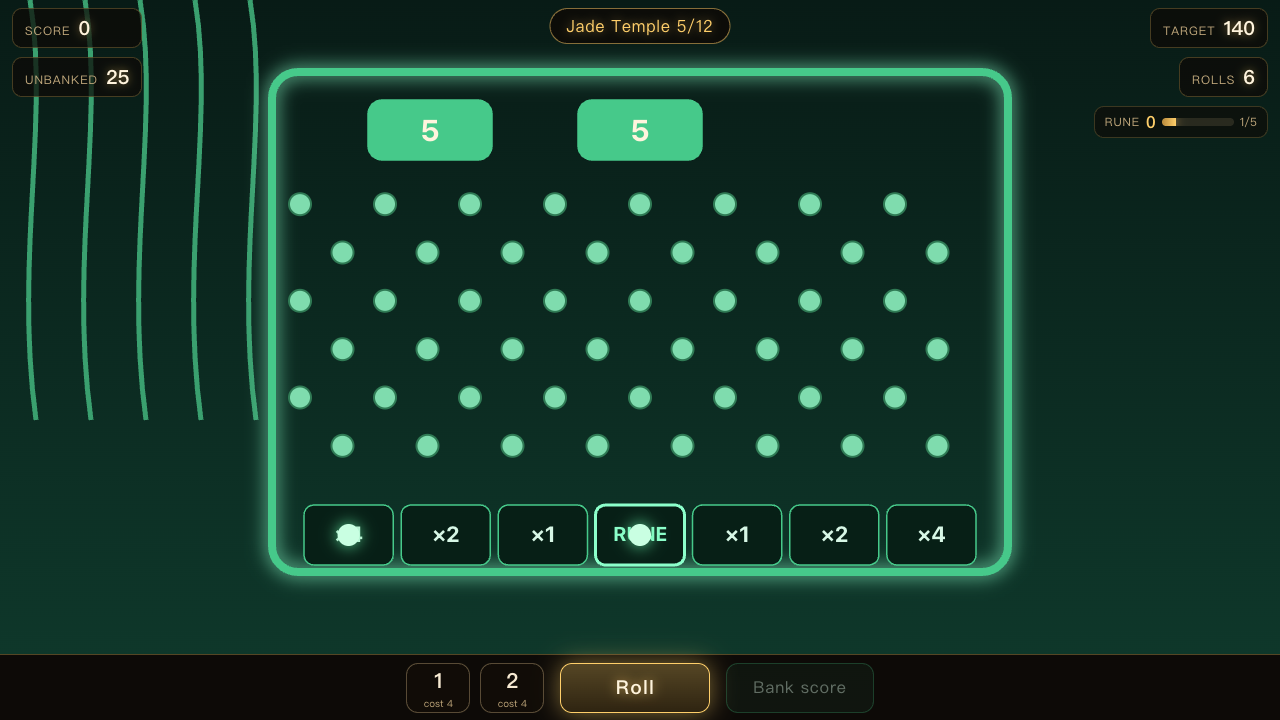 SCORE 0
UNBANKED 25
Jade Temple 5/12
TARGET 140
ROLLS 6
RUNE 0 1/5
5 5
×2 ×1 RUNE ×1 ×2 ×4
1 cost 4
2 cost 4
Roll
Bank score